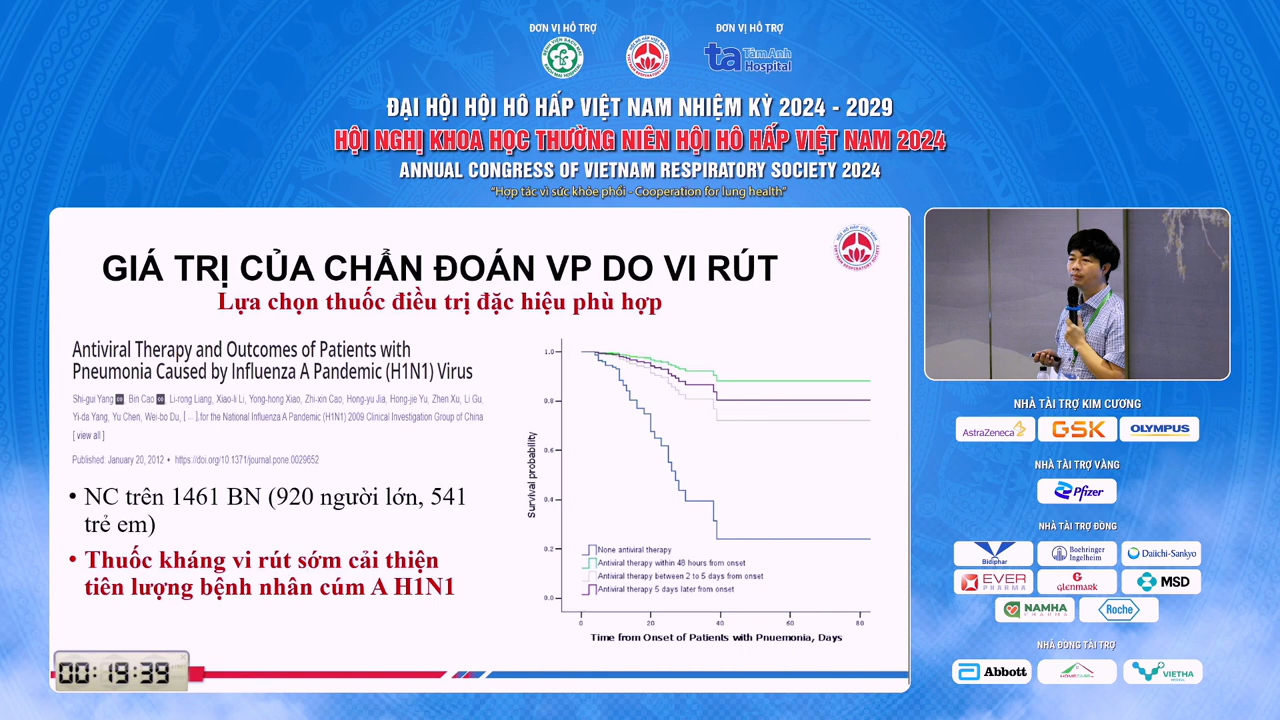 ĐƠN VỊ HỖ TRỢ
ĐƠN VỊ HỖ TRỢ
BẠCH MAI HOSPITAL
ta TâmAnh
Hospital
ĐẠI HỘI HỘI HÔ HẤP VIỆT NAM NHIỆM KỲ 2024 - 2029
HỘI NGHỊ KHOA HỌC THƯỜNG NIÊN HỘI HÔ HẤP VIỆT NAM 2024
ANNUAL CONGRESS OF VIETNAM RESPIRATORY SOCIETY 2024
"Hợp tác vì sức khỏe phổi - Cooperation for lung health"
GIÁ TRỊ CỦA CHẨN ĐOÁN VP DO VI RÚT
Lựa chọn thuốc điều trị đặc hiệu phù hợp
Antiviral Therapy and Outcomes of Patients with
Pneumonia Caused by Influenza A Pandemic (H1N1) Virus
Shi-gui Yang, Bin Cao, Li-rong Liang, Xiao-li Li, Yong-hong Xiao, Zhi-xin Cao, Hong-yu Jia, Hong-jie Yu, Zhen Xu, Li Gu,
Yi-da Yang, Yu Chen, Wei-bo Du, [ ... ], for the National Influenza A Pandemic (H1N1) 2009 Clinical Investigation Group of China
[ view all ]
Published: January 20, 2012 • https://doi.org/10.1371/journal.pone.0029652
• NC trên 1461 BN (920 người lớn, 541
trẻ em)
• Thuốc kháng vi rút sớm cải thiện
tiên lượng bệnh nhân cúm A H1N1
Survival probability
1.0
0.8
0.6
0.4
0.2
0.0
None antiviral therapy
Antiviral therapy within 48 hours from onset
Antiviral therapy between 2 to 5 days from onset
Antiviral therapy 5 days later from onset
0 20 40 60 80
Time from Onset of Patients with Pnuemonia, Days
00:19:39
NHÀ TÀI TRỢ KIM CƯƠNG
AstraZeneca GSK OLYMPUS
NHÀ TÀI TRỢ VÀNG
Pfizer
NHÀ TÀI TRỢ ĐỒNG
Bidiphar Boehringer Ingelheim Daiichi-Sankyo
EVER PHARMA Glenmark MSD
NAMHA PHARMA Roche
NHÀ ĐỒNG TÀI TRỢ
Abbott HOMECARE VIETHA